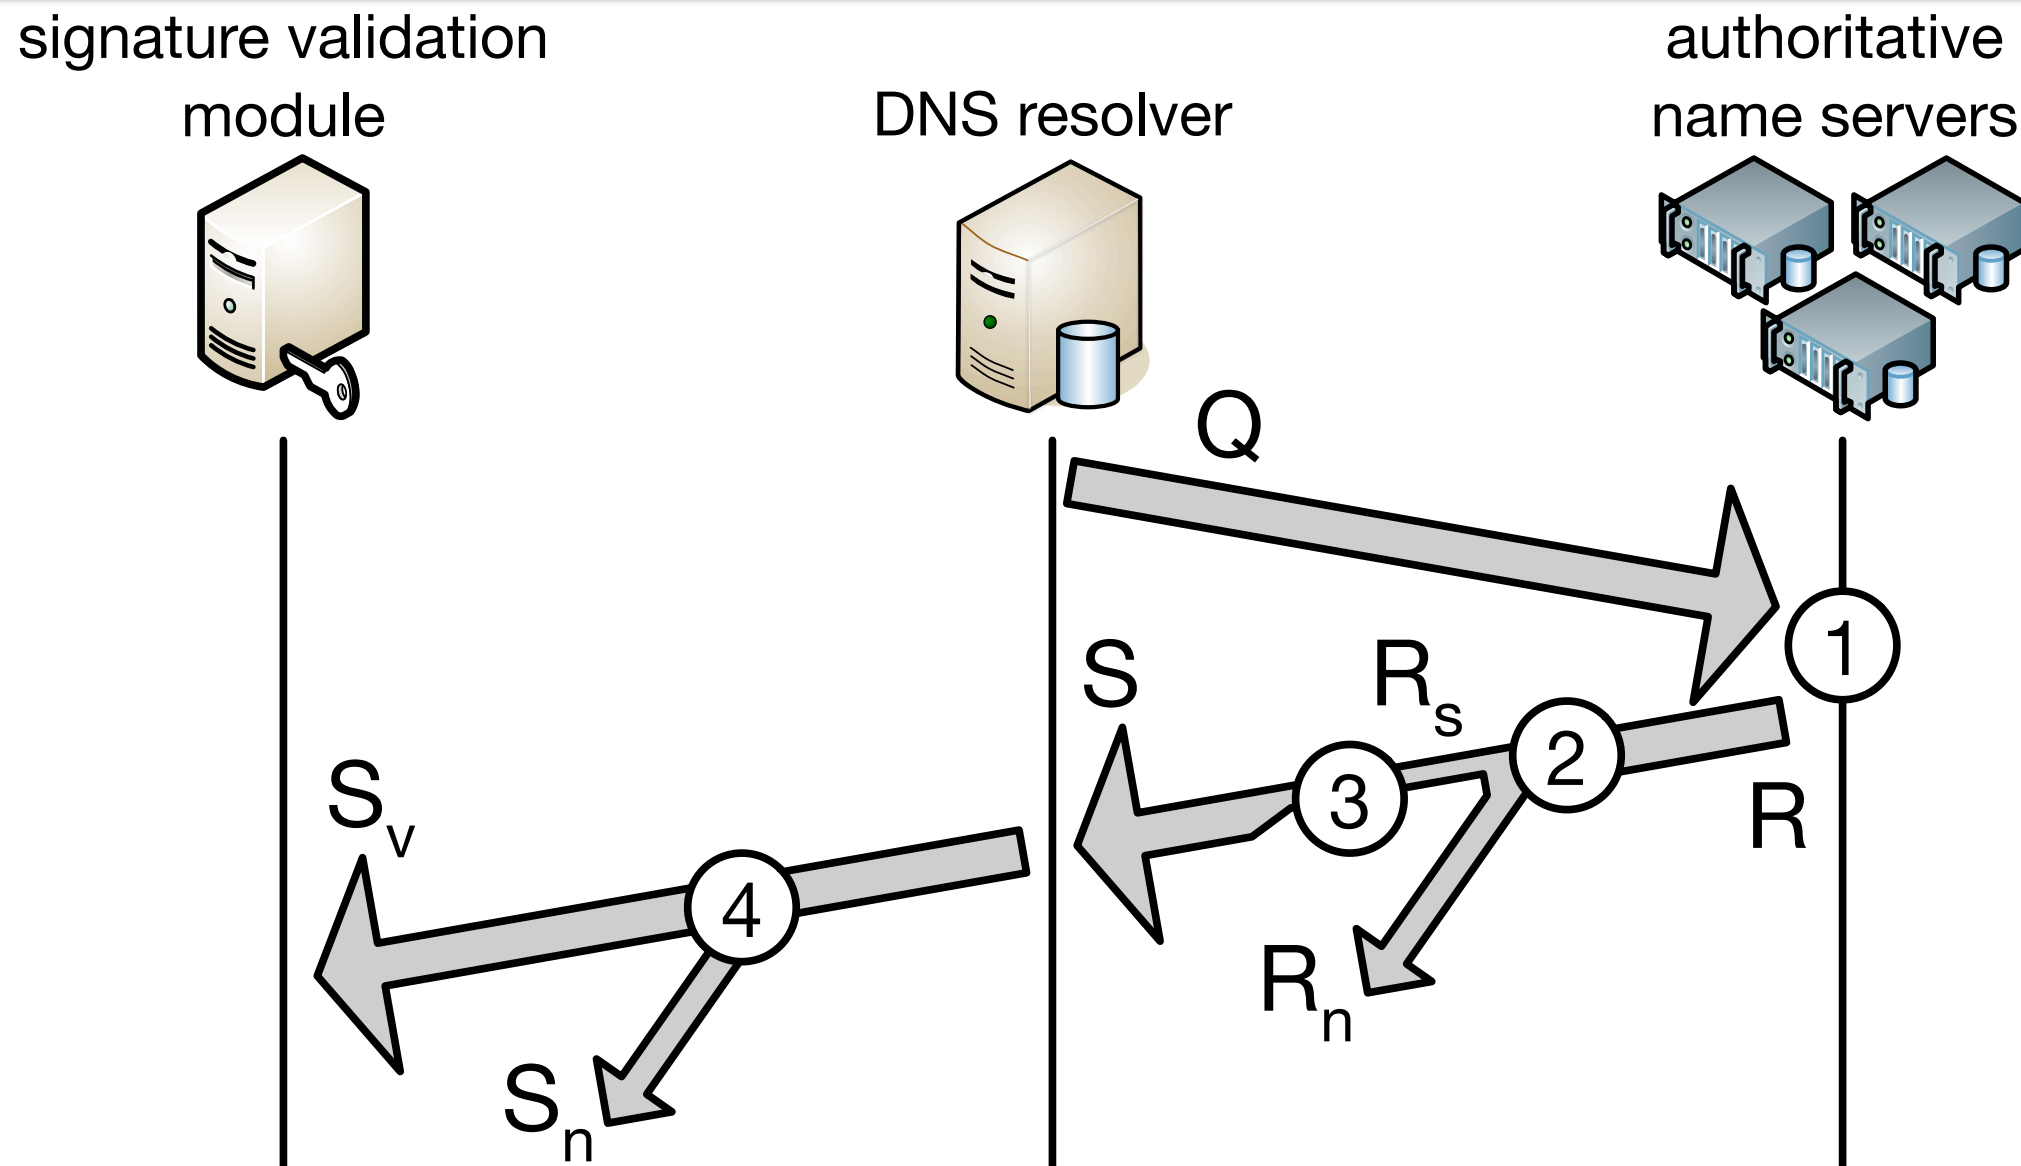 signature validation
module
DNS resolver
authoritative
name servers
Q
1
S
Rs
2
3
R
Sv
4
Rn
Sn